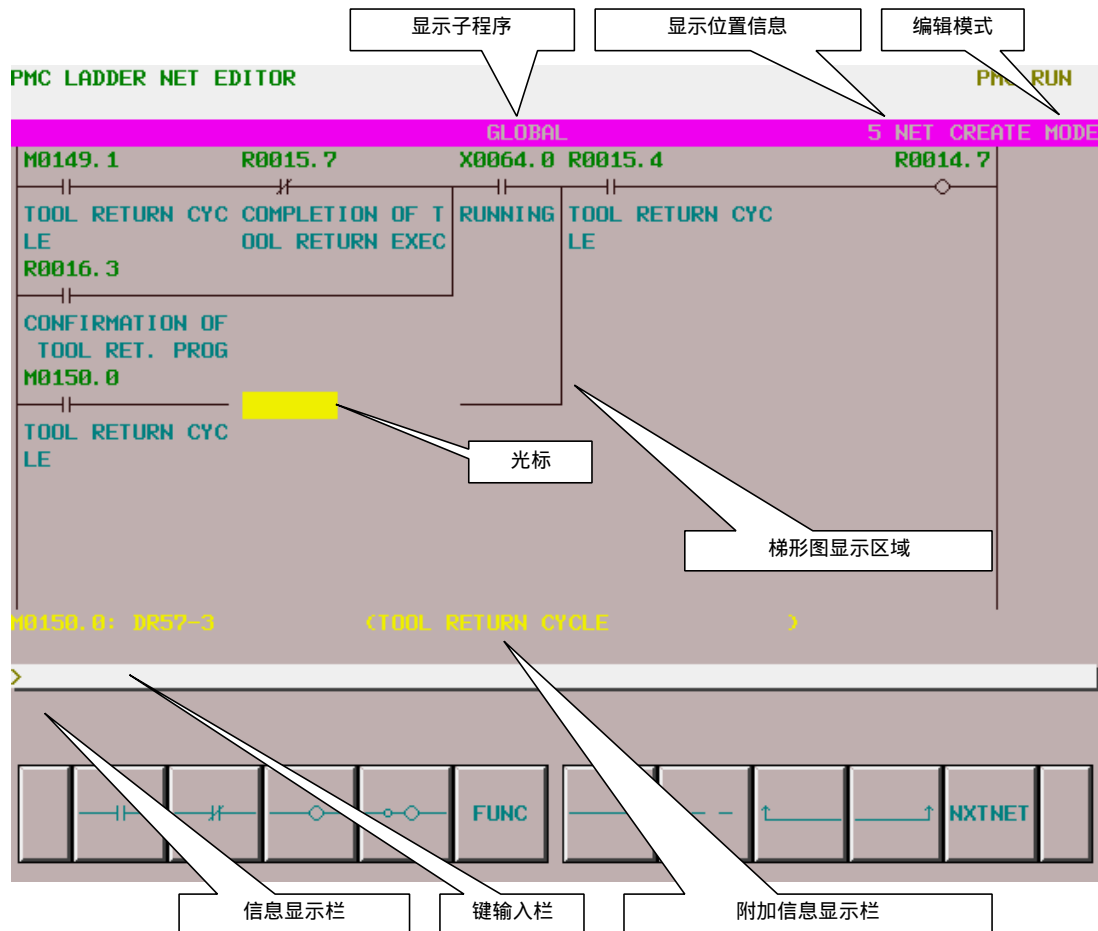 显示子程序 显示位置信息 编辑模式
PMC LADDER NET EDITOR PMC RUN
GLOBAL 5 NET CREATE MODE
M0149.1 R0015.7 X0064.0 R0015.4 R0014.7
TOOL RETURN CYC COMPLETION OF T RUNNING TOOL RETURN CYC
LE OOL RETURN EXEC LE
R0016.3
CONFIRMATION OF
TOOL RET. PROG
M0150.0
TOOL RETURN CYC
LE
光标
梯形图显示区域
M0150.0: DR57-3 (TOOL RETURN CYCLE )
>
FUNC NXTNET
信息显示栏 键输入栏 附加信息显示栏